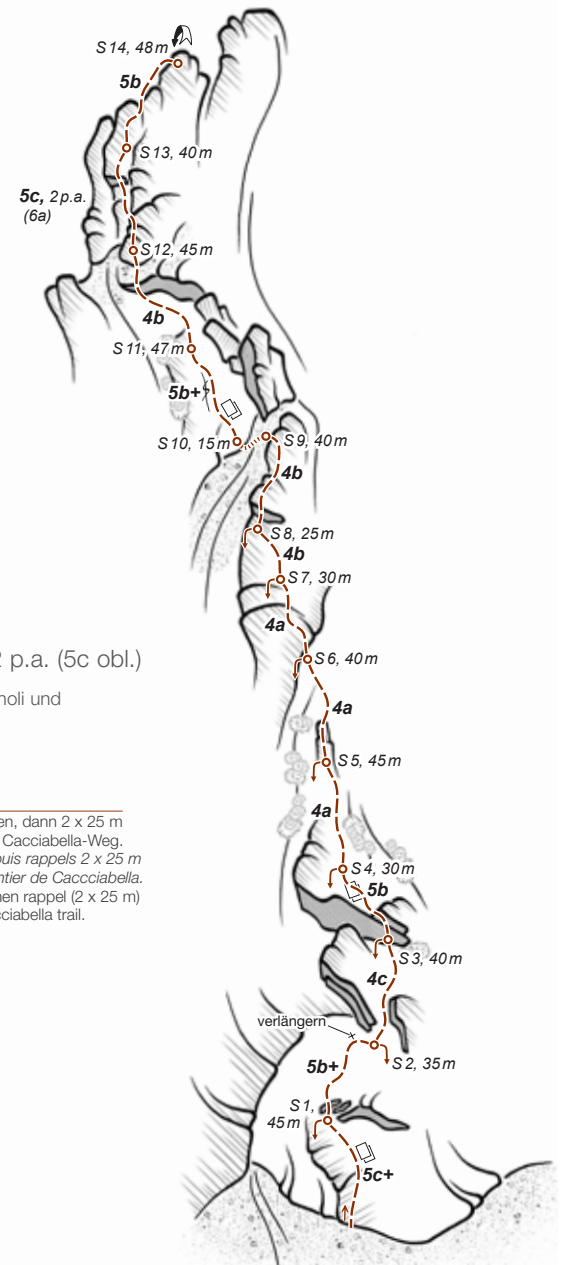 S 14, 48 m
5b
S 13, 40 m
5c, 2 p.a.
(6a)
S 12, 45 m
4b
S 11, 47 m
5b+
S 10, 15 m
S 9, 40 m
4b
S 8, 25 m
4b
S 7, 30 m
4a
S 6, 40 m
2 p.a. (5c obl.)
noli und
4a
S 5, 45 m
4a
en, dann 2 x 25 m
Cacciabella-Weg.
puis rappels 2 x 25 m
ntier de Caccciabella.
hen rappel (2 x 25 m)
cciabella trail.
S 4, 30 m
5b
S 3, 40 m
4c
verlängern
S 2, 35 m
5b+
S 1,
45 m
5c+